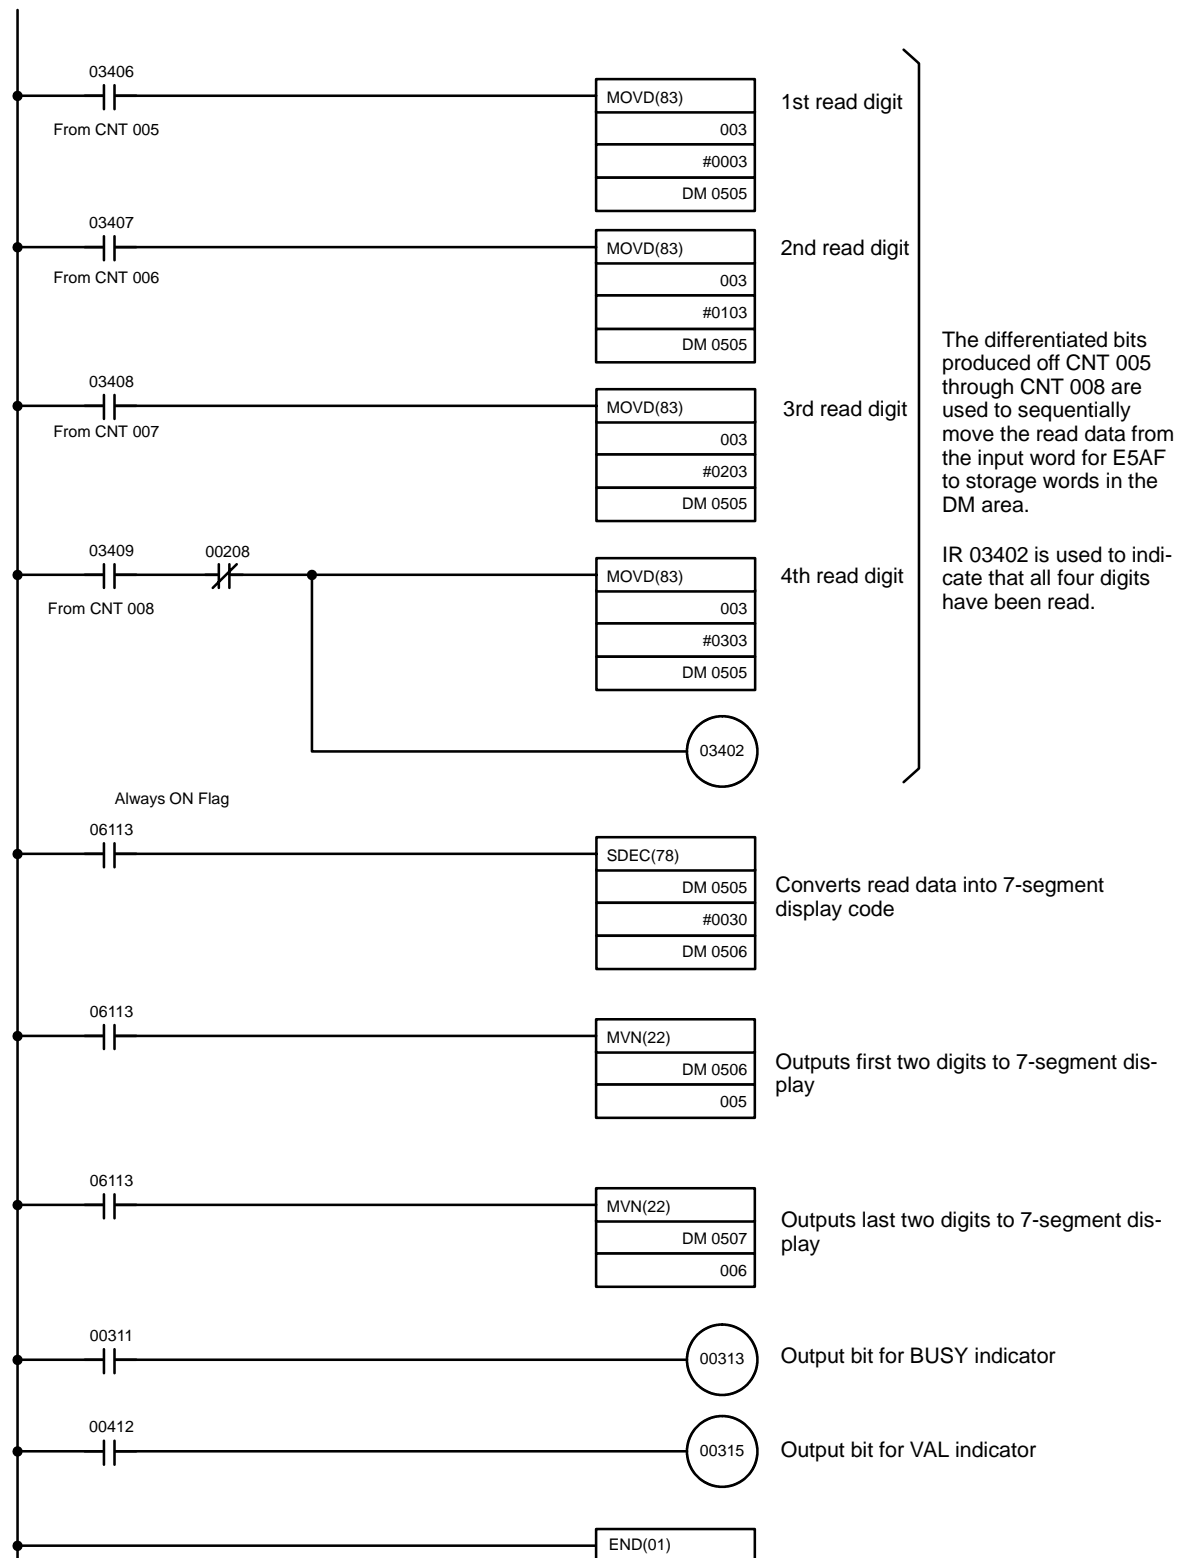 03406
From CNT 005
MOVD(83)
003
#0003
DM 0505
1st read digit
03407
From CNT 006
MOVD(83)
003
#0103
DM 0505
2nd read digit
03408
From CNT 007
MOVD(83)
003
#0203
DM 0505
3rd read digit
03409
00208
From CNT 008
MOVD(83)
003
#0303
DM 0505
4th read digit
03402
The differentiated bits
produced off CNT 005
through CNT 008 are
used to sequentially
move the read data from
the input word for E5AF
to storage words in the
DM area.
IR 03402 is used to indi-
cate that all four digits
have been read.
Always ON Flag
06113
SDEC(78)
DM 0505
#0030
DM 0506
Converts read data into 7-segment
display code
06113
MVN(22)
DM 0506
005
Outputs first two digits to 7-segment dis-
play
06113
MVN(22)
DM 0507
006
Outputs last two digits to 7-segment dis-
play
00311
00313
Output bit for BUSY indicator
00412
00315
Output bit for VAL indicator
END(01)